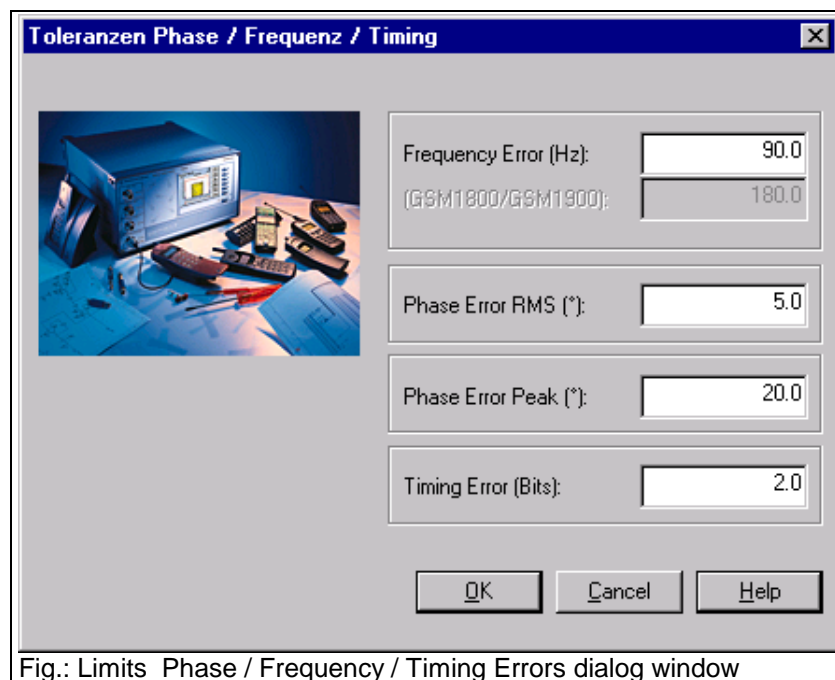 Toleranzen Phase / Frequenz / Timing
Frequency Error (Hz): 90.0
(GSM1800/GSM1900): 180.0
Phase Error RMS (°): 5.0
Phase Error Peak (°): 20.0
Timing Error (Bits): 2.0
OK Cancel Help
Fig.: Limits Phase / Frequency / Timing Errors dialog window